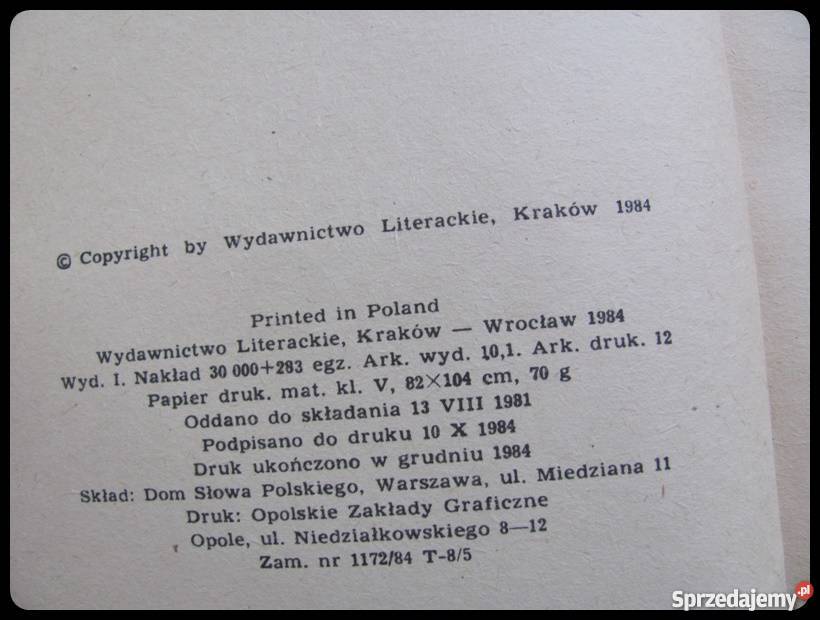 © Copyright by Wydawnictwo Literackie, Kraków 1984
Printed in Poland
Wydawnictwo Literackie, Kraków — Wrocław 1984
Wyd. I. Nakład 30 000+283 egz. Ark. wyd. 10,1. Ark. druk. 12
Papier druk. mat. kl. V, 82×104 cm, 70 g
Oddano do składania 13 VIII 1981
Podpisano do druku 10 X 1984
Druk ukończono w grudniu 1984
Skład: Dom Słowa Polskiego, Warszawa, ul. Miedziana 11
Druk: Opolskie Zakłady Graficzne
Opole, ul. Niedziałkowskiego 8—12
Zam. nr 1172/84 T-8/5
Sprzedajemy.pl